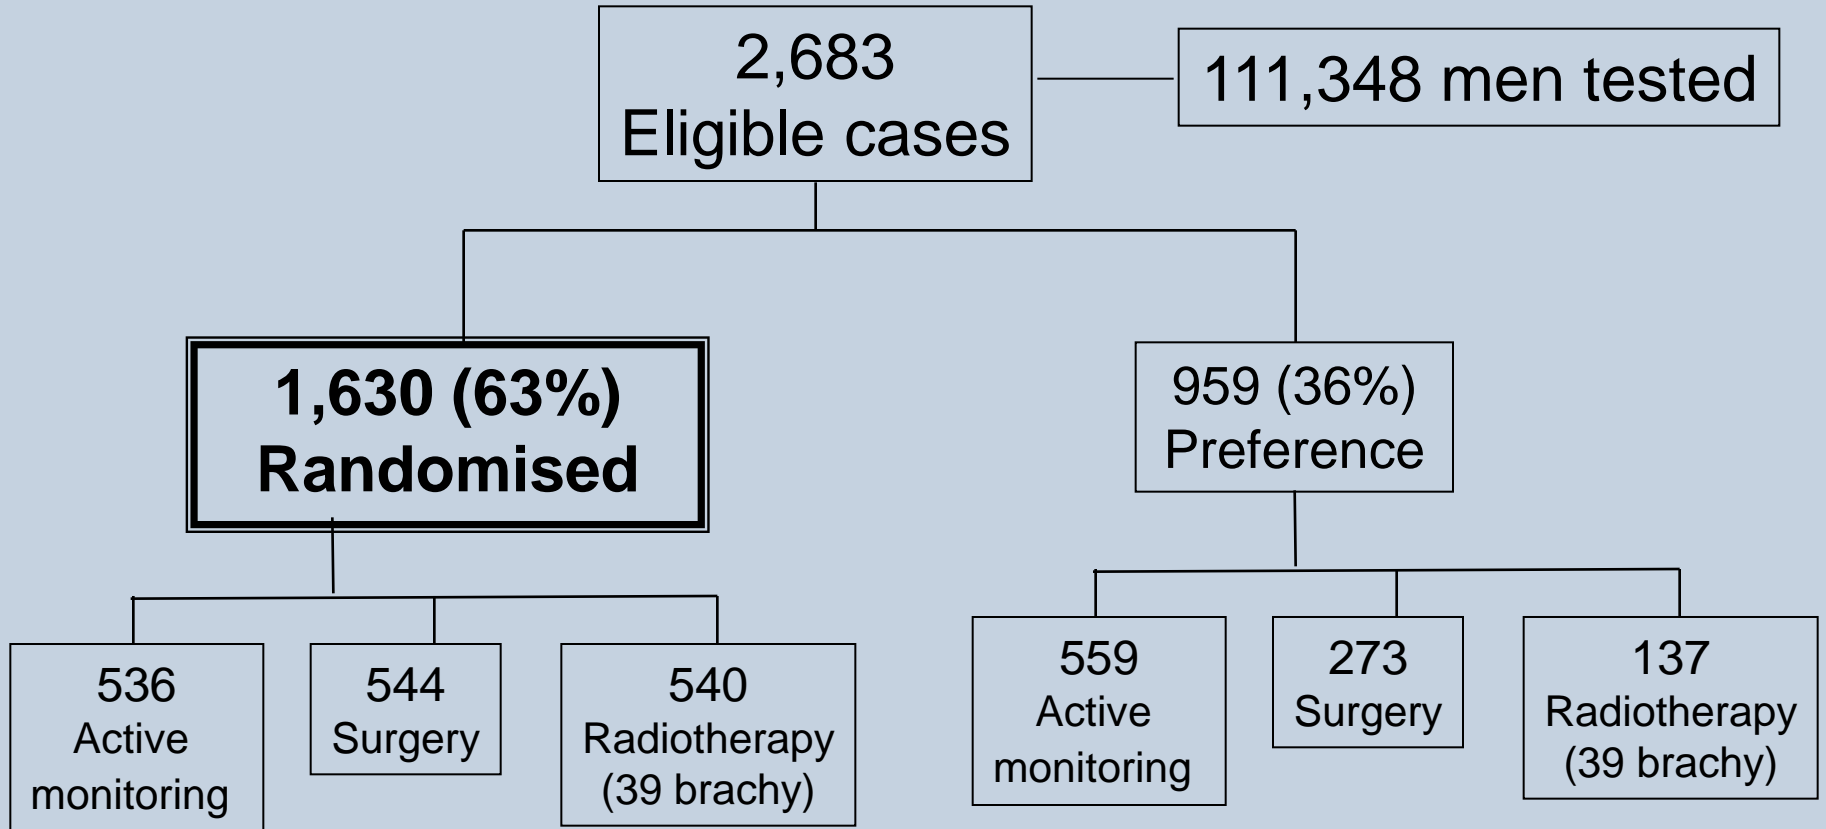 2,683
Eligible cases
111,348 men tested
1,630 (63%)
Randomised
959 (36%)
Preference
536
Active
monitoring
544
Surgery
540
Radiotherapy
(39 brachy)
559
Active
monitoring
273
Surgery
137
Radiotherapy
(39 brachy)